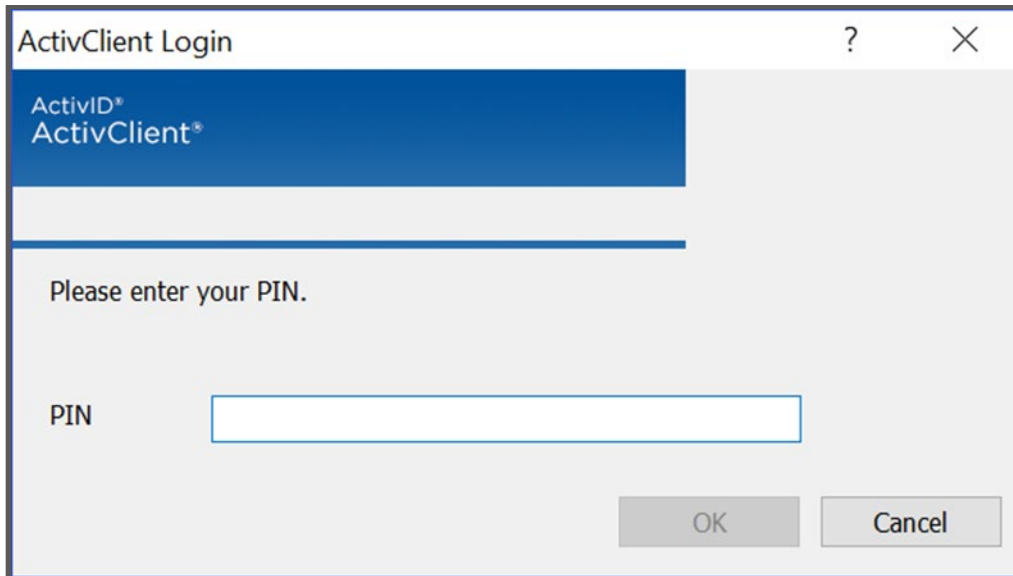 ActivClient Login ?
ActivID®
ActivClient®
Please enter your PIN.
PIN
OK Cancel